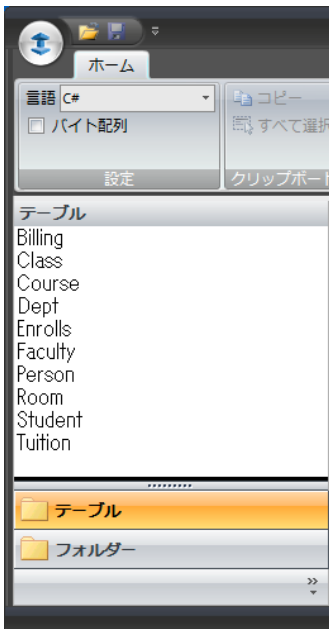 ホーム
言語 C#
コピー
バイト配列
すべて選択
設定
クリップボード
テーブル
Billing
Class
Course
Dept
Enrolls
Faculty
Person
Room
Student
Tuition
テーブル
フォルダー